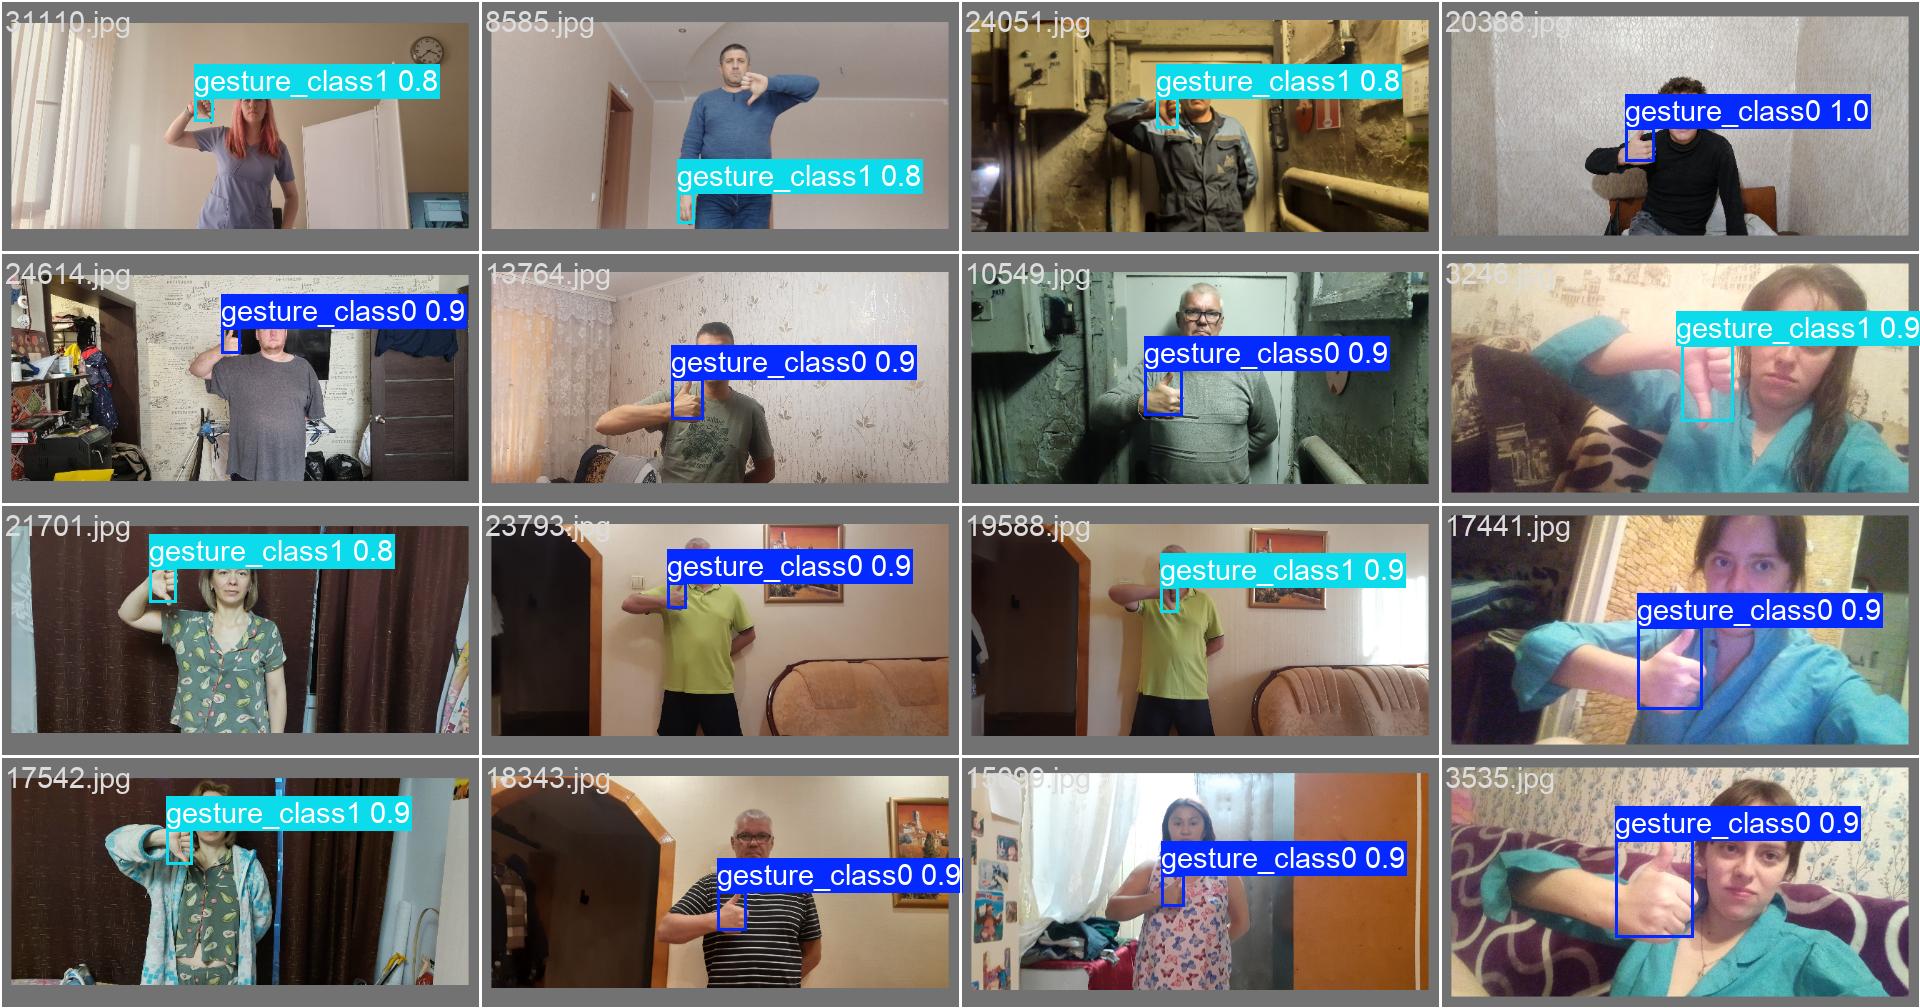 31110.jpg
gesture_class1 0.8
8585.jpg
gesture_class1 0.8
24051.jpg
gesture_class1 0.8
20388.jpg
gesture_class0 1.0
24614.jpg
gesture_class0 0.9
13764.jpg
gesture_class0 0.9
10549.jpg
gesture_class0 0.9
3246.jpg
gesture_class1 0.9
21701.jpg
gesture_class1 0.8
23793.jpg
gesture_class0 0.9
19588.jpg
gesture_class1 0.9
17441.jpg
gesture_class0 0.9
17542.jpg
gesture_class1 0.9
18343.jpg
gesture_class0 0.9
gesture_class0 0.9
3535.jpg
gesture_class0 0.9